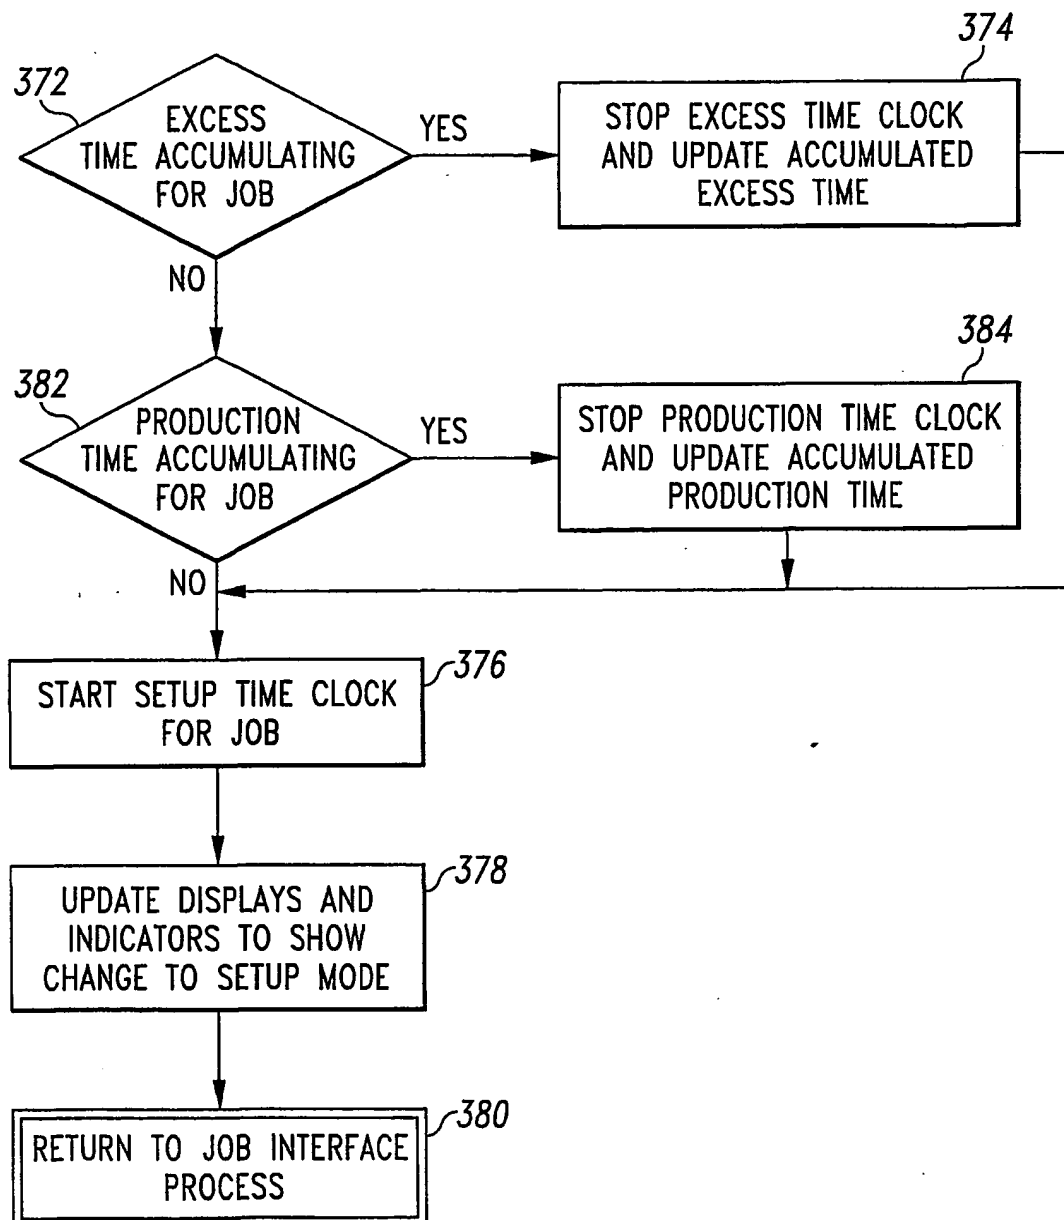 372
EXCESS
TIME ACCUMULATING
FOR JOB
YES
NO
374
STOP EXCESS TIME CLOCK
AND UPDATE ACCUMULATED
EXCESS TIME
382
PRODUCTION
TIME ACCUMULATING
FOR JOB
YES
NO
384
STOP PRODUCTION TIME CLOCK
AND UPDATE ACCUMULATED
PRODUCTION TIME
376
START SETUP TIME CLOCK
FOR JOB
378
UPDATE DISPLAYS AND
INDICATORS TO SHOW
CHANGE TO SETUP MODE
380
RETURN TO JOB INTERFACE
PROCESS